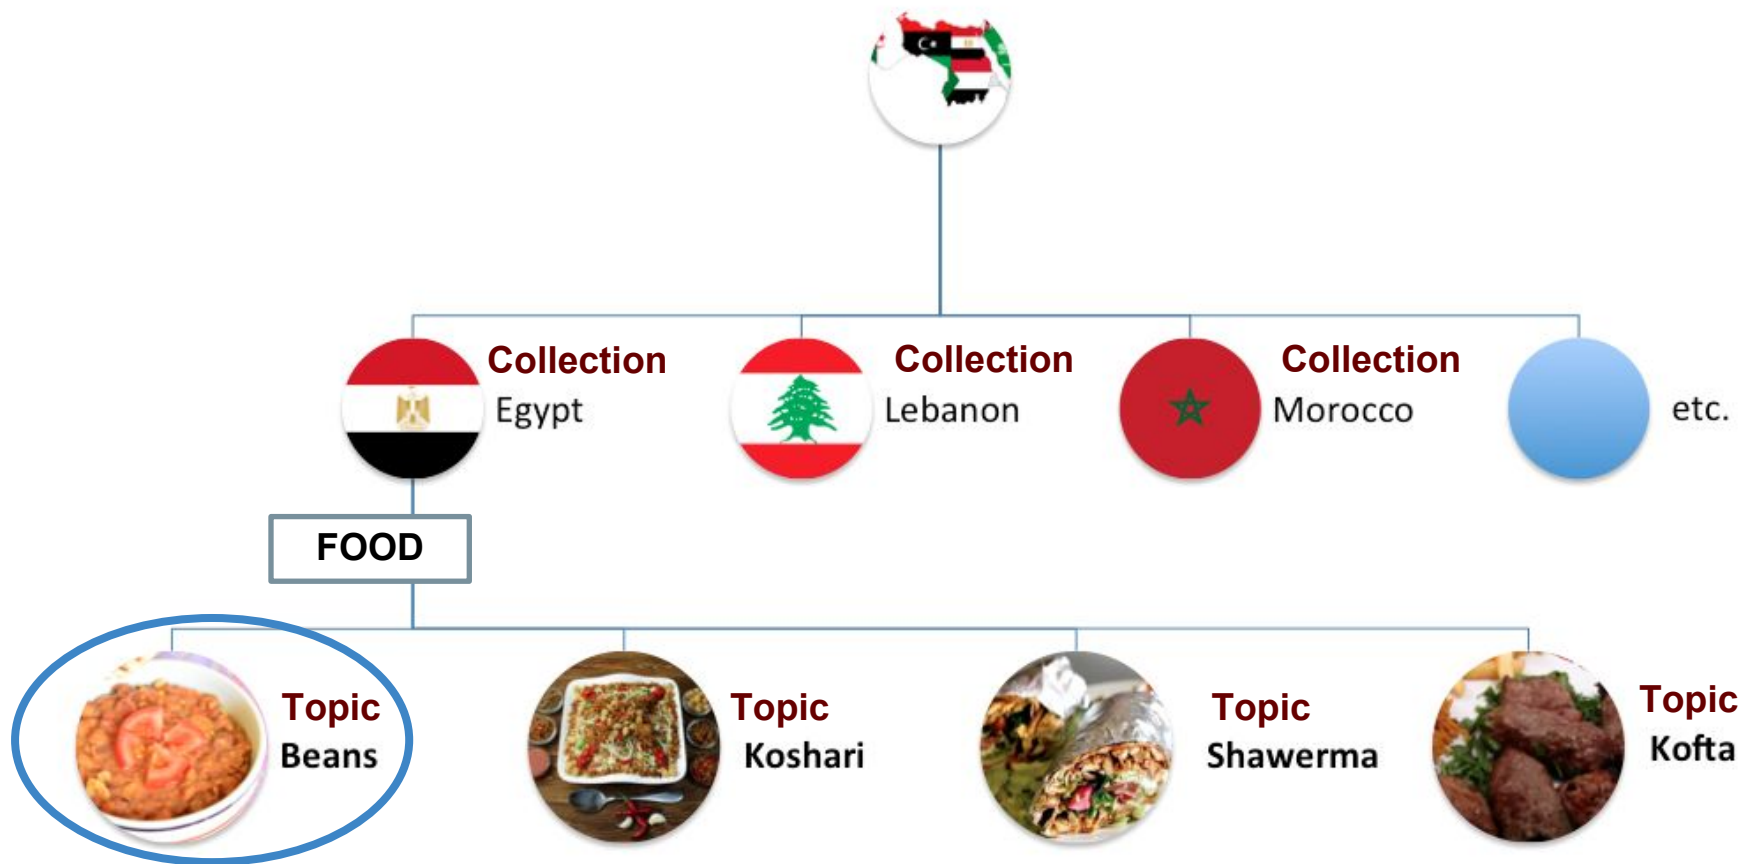 Collection
Egypt
Collection
Lebanon
Collection
Morocco
etc.
FOOD
Topic
Beans
Topic
Koshari
Topic
Shawerma
Topic
Kofta